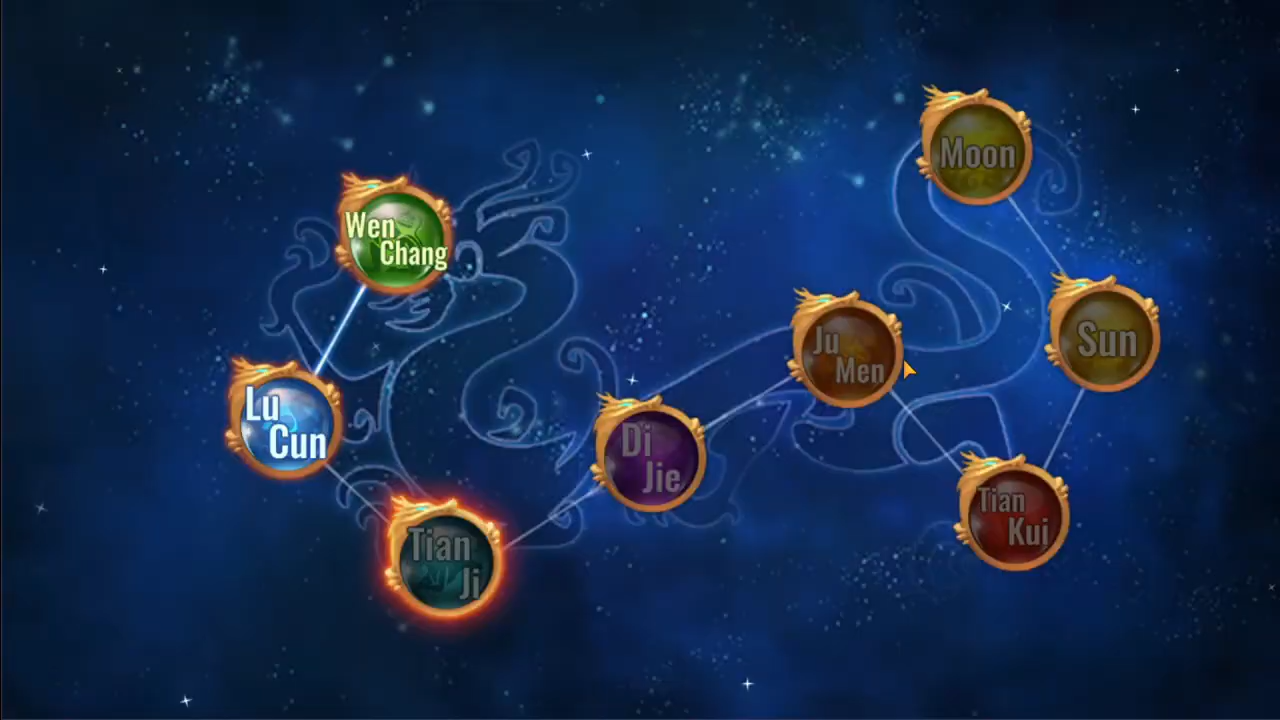 Moon
Wen
Chang
Ju
Men
Sun
Lu
Cun
Di
Jie
Tian
Kui
Tian
Ji